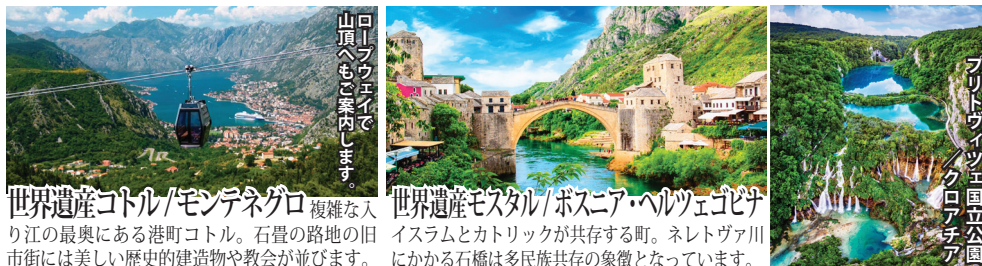 ロープウェイで
山頂へもご案内します。
世界遺産コトル/モンテネグロ 複雑な入
り江の最奥にある港町コトル。石畳の路地の旧
市街には美しい歴史的建造物や教会が並びます。
世界遺産モスタル/ボスニア・ヘルツェゴビナ
イスラムとカトリックが共存する町。ネレトヴァ川
にかかる石橋は多民族共存の象徴となっています。
プリトヴィツェ国立公園
/クロアチア